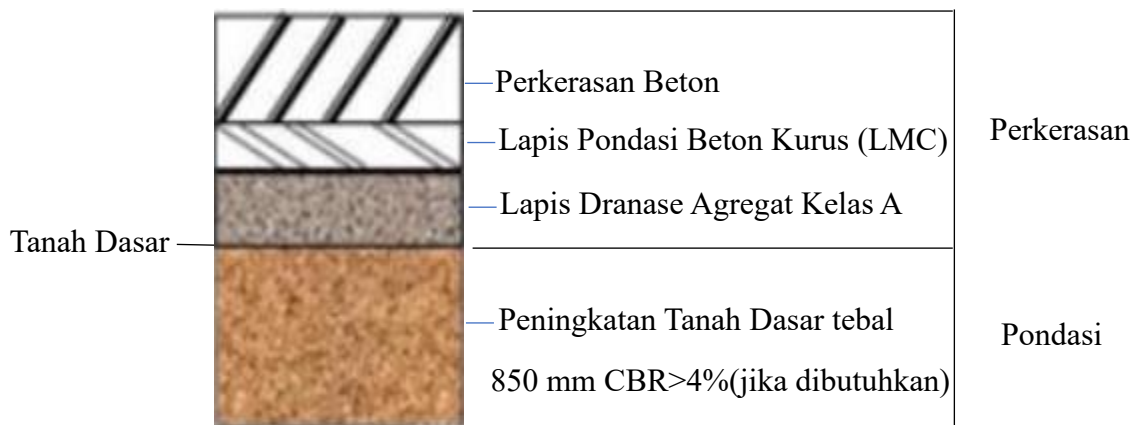 Perkerasan Beton
Lapis Pondasi Beton Kurus (LMC)
Perkerasan
Lapis Dranase Agregat Kelas A
Tanah Dasar
Peningkatan Tanah Dasar tebal
850 mm CBR>4%(jika dibutuhkan)
Pondasi